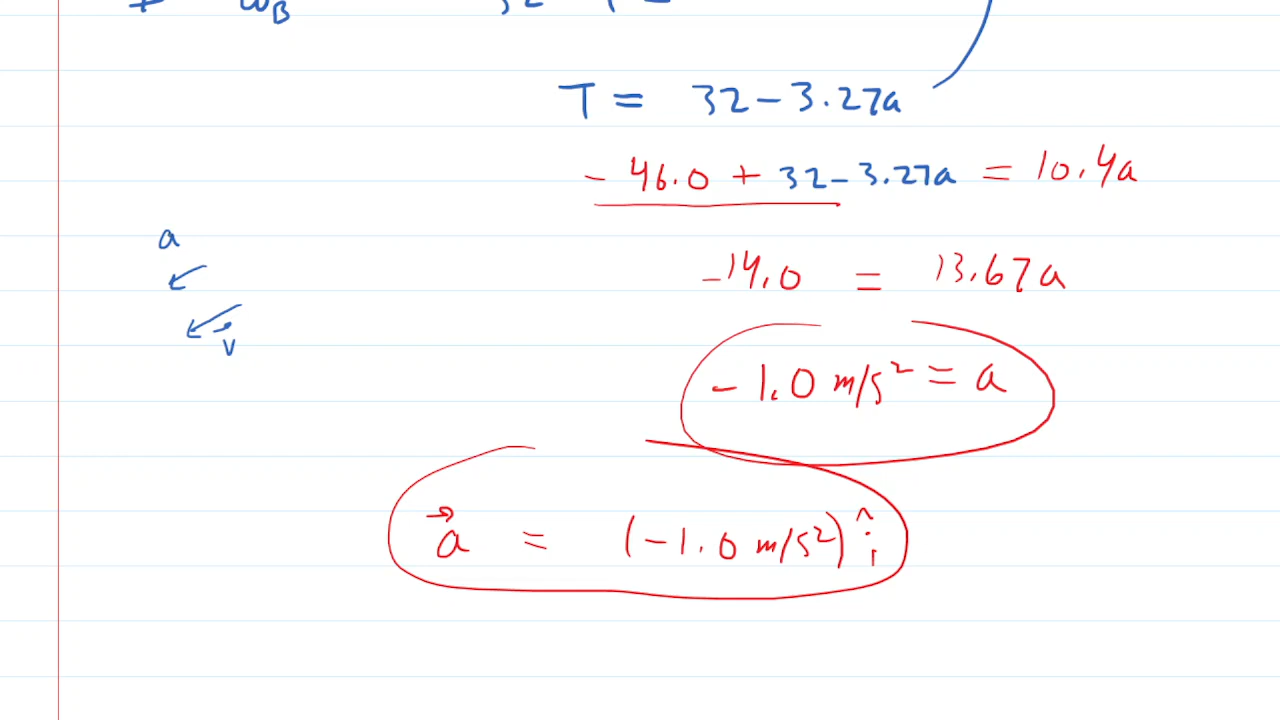 ω_B
T = 32 - 3.27a
- 46.0 + 32 - 3.27a = 10.4a
a
-14.0 = 13.67a
v⃗
- 1.0 m/s² = a
a⃗ = (-1.0 m/s²) î